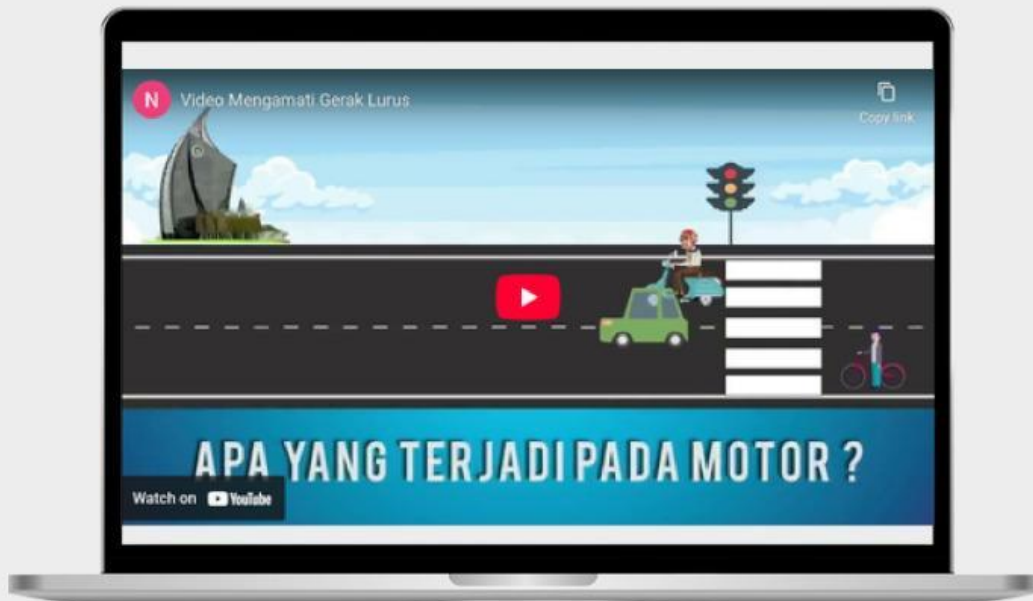 N
Video Mengamati Gerak Lurus
Copy link
APA YANG TERJADI PADA MOTOR ?
Watch on YouTube